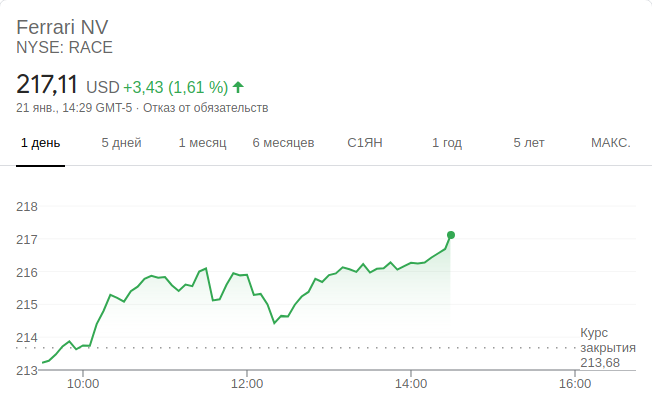 Ferrari NV
NYSE: RACE
217,11 USD +3,43 (1,61 %)
21 янв., 14:29 GMT-5 · Отказ от обязательств
1 день 5 дней 1 месяц 6 месяцев С1ЯН 1 год 5 лет МАКС.
218
217
216
215
214
213
Курс
закрытия
213,68
10:00 12:00 14:00 16:00